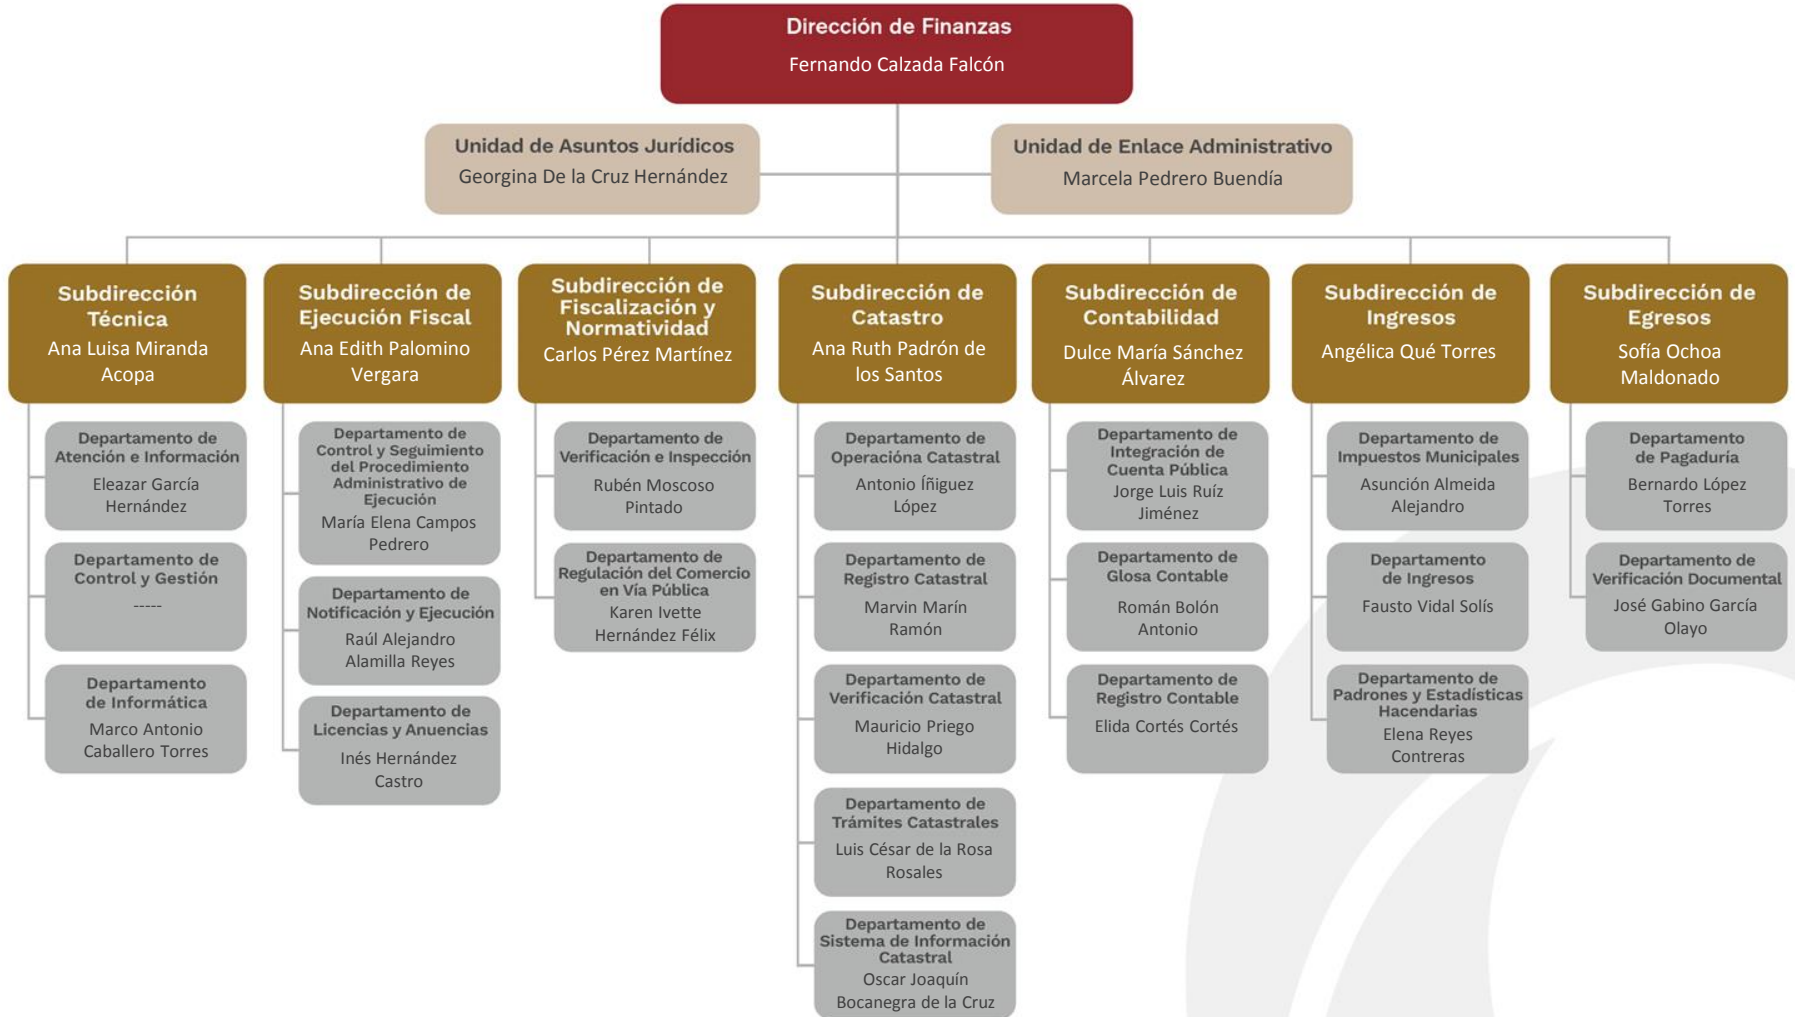 Dirección de Finanzas
Fernando Calzada Falcón
Unidad de Asuntos Jurídicos
Georgina De la Cruz Hernández
Unidad de Enlace Administrativo
Marcela Pedrero Buendía
Subdirección
Técnica
Ana Luisa Miranda
Acopa
Departamento de
Atención e Información
Eleazar García
Hernández
Departamento de
Control y Gestión
-----
Departamento
de Informática
Marco Antonio
Caballero Torres
Subdirección de
Ejecución Fiscal
Ana Edith Palomino
Vergara
Departamento de
Control y Seguimiento
del Procedimiento
Administrativo de
Ejecución
María Elena Campos
Pedrero
Departamento de
Notificación y Ejecución
Raúl Alejandro
Alamilla Reyes
Departamento de
Licencias y Anuencias
Inés Hernández
Castro
Subdirección de
Fiscalización y
Normatividad
Carlos Pérez Martínez
Departamento de
Verificación e Inspección
Rubén Moscoso
Pintado
Departamento de
Regulación del Comercio
en Vía Pública
Karen Ivette
Hernández Félix
Subdirección de
Catastro
Ana Ruth Padrón de
los Santos
Departamento de
Operacióna Catastral
Antonio Íñiguez
López
Departamento de
Registro Catastral
Marvin Marín
Ramón
Departamento de
Verificación Catastral
Mauricio Priego
Hidalgo
Departamento de
Trámites Catastrales
Luis César de la Rosa
Rosales
Departamento de
Sistema de Información
Catastral
Oscar Joaquín
Bocanegra de la Cruz
Subdirección de
Contabilidad
Dulce María Sánchez
Álvarez
Departamento de
Integración de
Cuenta Pública
Jorge Luis Ruíz
Jiménez
Departamento de
Glosa Contable
Román Bolón
Antonio
Departamento de
Registro Contable
Elida Cortés Cortés
Subdirección de
Ingresos
Angélica Qué Torres
Departamento de
Impuestos Municipales
Asunción Almeida
Alejandro
Departamento
de Ingresos
Fausto Vidal Solís
Departamento de
Padrones y Estadísticas
Hacendarias
Elena Reyes
Contreras
Subdirección de
Egresos
Sofía Ochoa
Maldonado
Departamento
de Pagaduría
Bernardo López
Torres
Departamento de
Verificación Documental
José Gabino García
Olayo